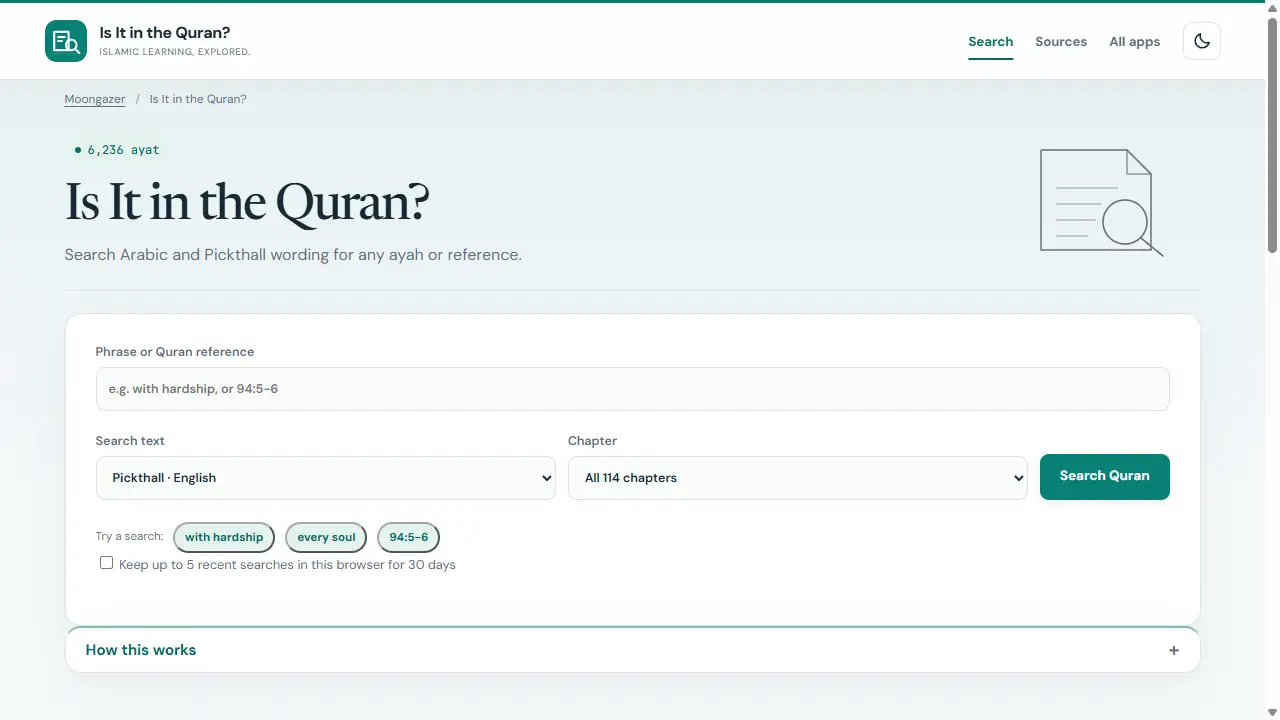 Is It in the Quran?
ISLAMIC LEARNING, EXPLORED.
Search
Sources
All apps
Moongazer / Is It in the Quran?
6,236 ayat
Is It in the Quran?
Search Arabic and Pickthall wording for any ayah or reference.
Phrase or Quran reference
e.g. with hardship, or 94:5-6
Search text
Chapter
Pickthall · English
All 114 chapters
Search Quran
Try a search: with hardship every soul 94:5-6
Keep up to 5 recent searches in this browser for 30 days
How this works +